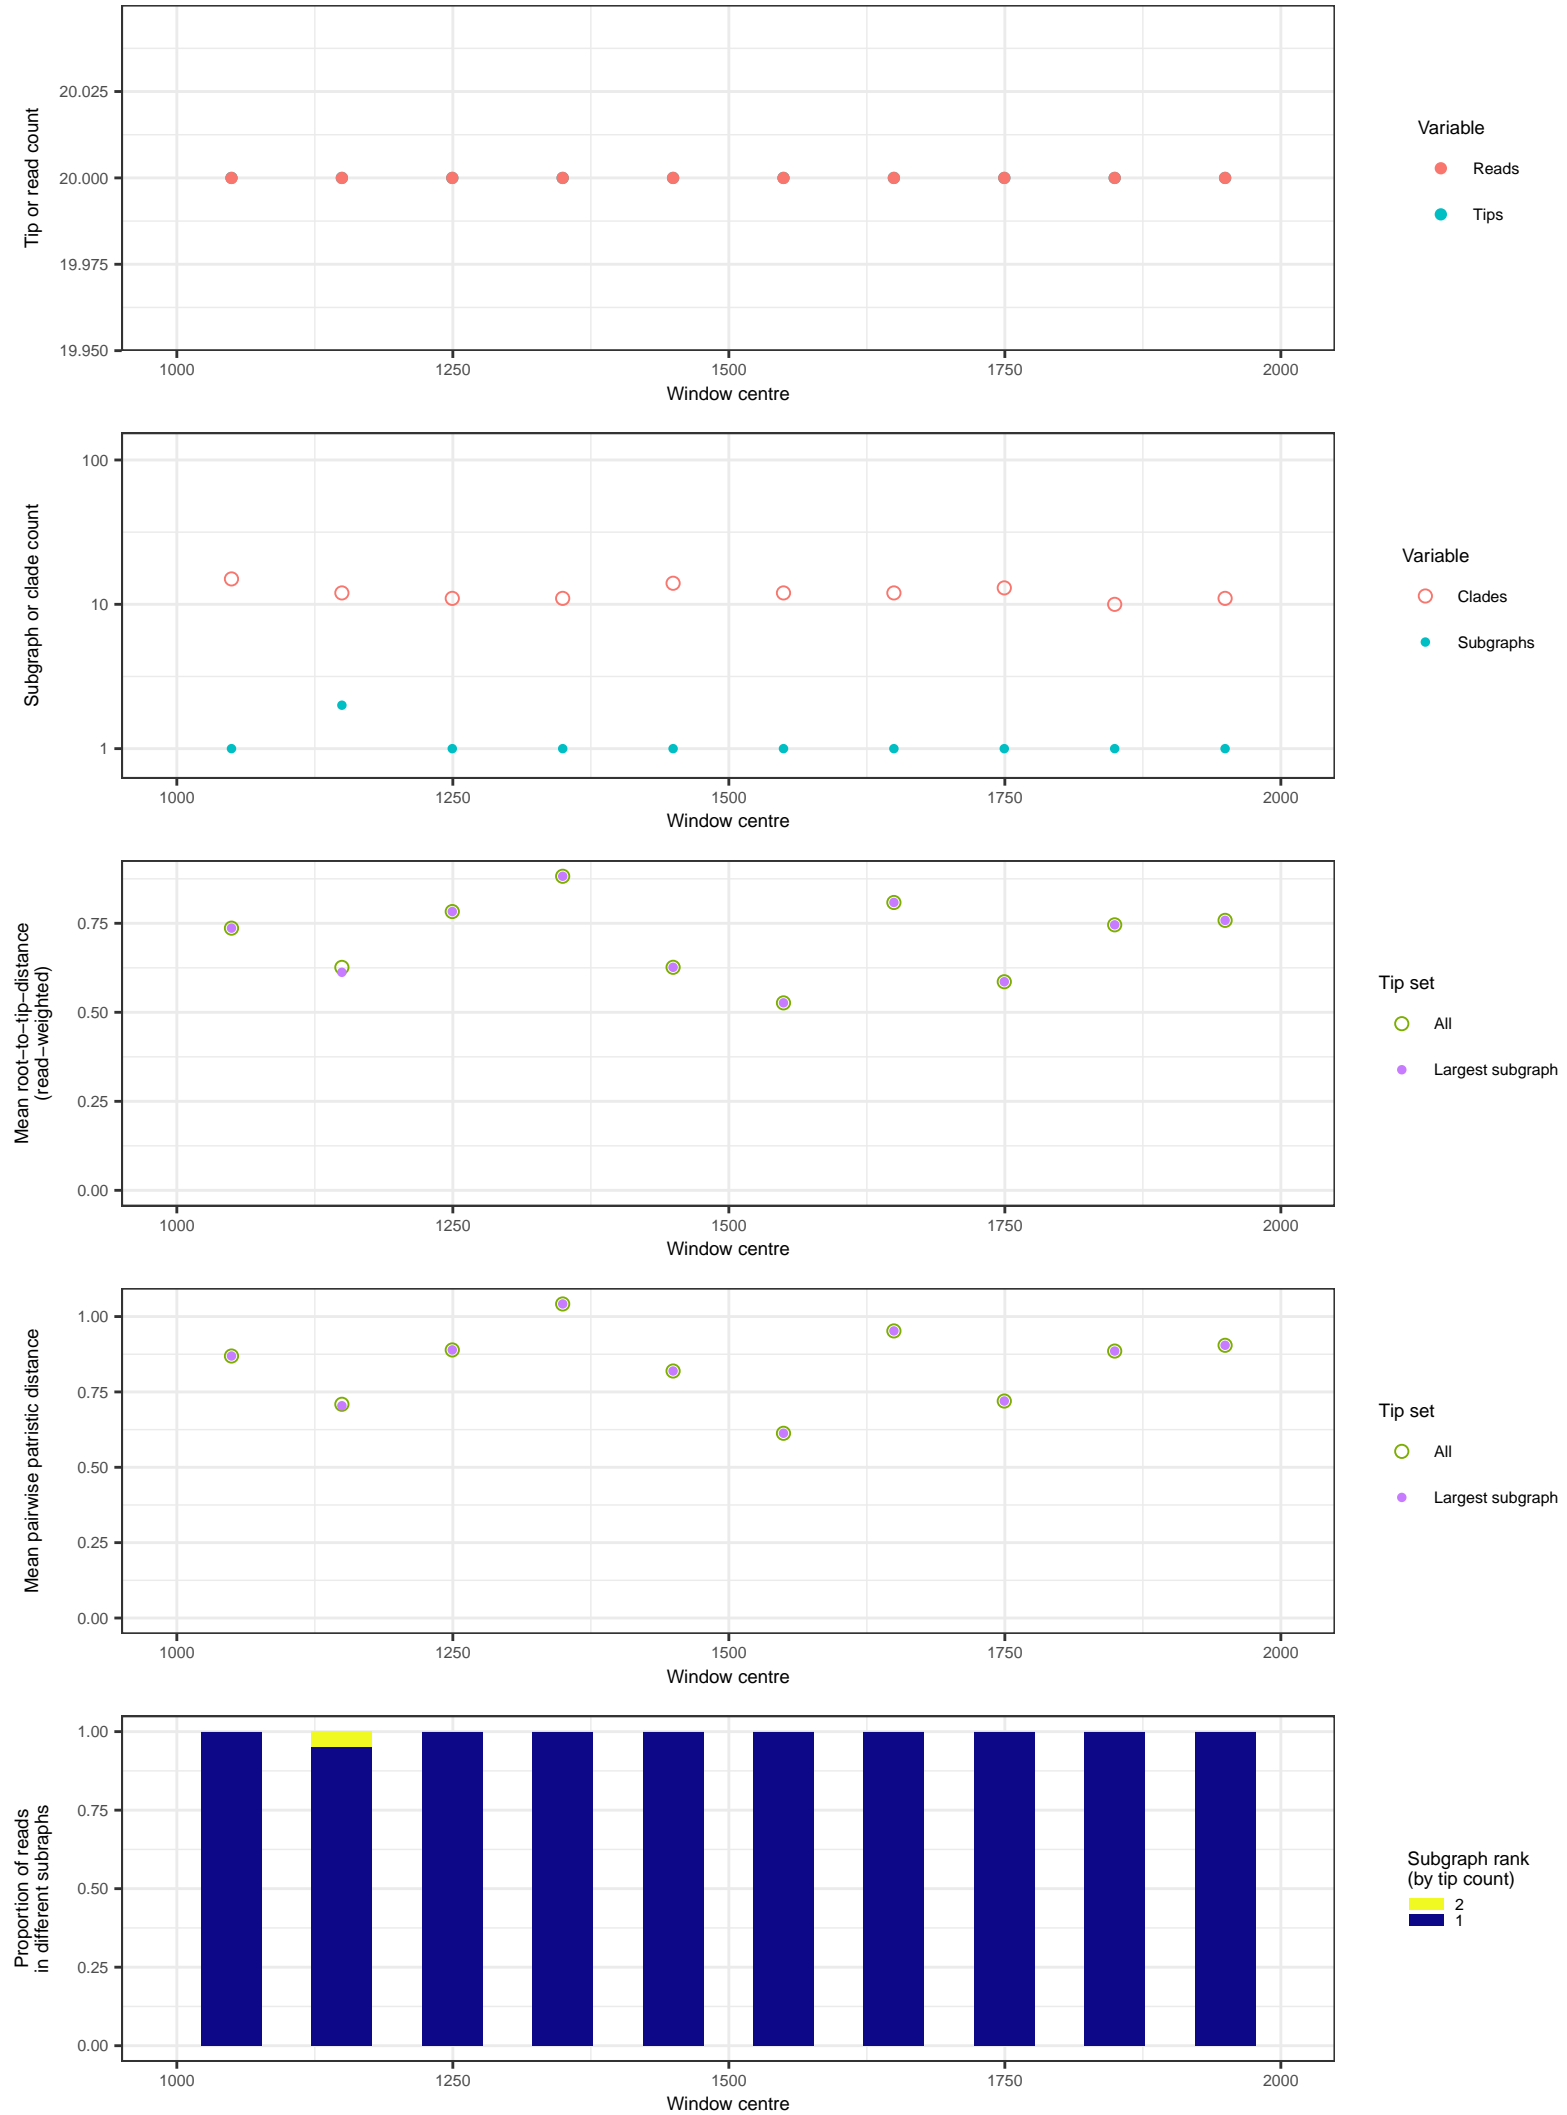 Tip or read count
20.025
20.000
19.975
19.950
1000 1250 1500 1750 2000
Window centre
Variable
Reads
Tips
Subgraph or clade count
100
10
1
1000 1250 1500 1750 2000
Window centre
Variable
Clades
Subgraphs
Mean root−to−tip−distance
(read−weighted)
0.75
0.50
0.25
0.00
1000 1250 1500 1750 2000
Window centre
Tip set
All
Largest subgraph
Mean pairwise patristic distance
1.00
0.75
0.50
0.25
0.00
1000 1250 1500 1750 2000
Window centre
Tip set
All
Largest subgraph
Proportion of reads
in different subraphs
1.00
0.75
0.50
0.25
0.00
1000 1250 1500 1750 2000
Window centre
Subgraph rank
(by tip count)
2
1